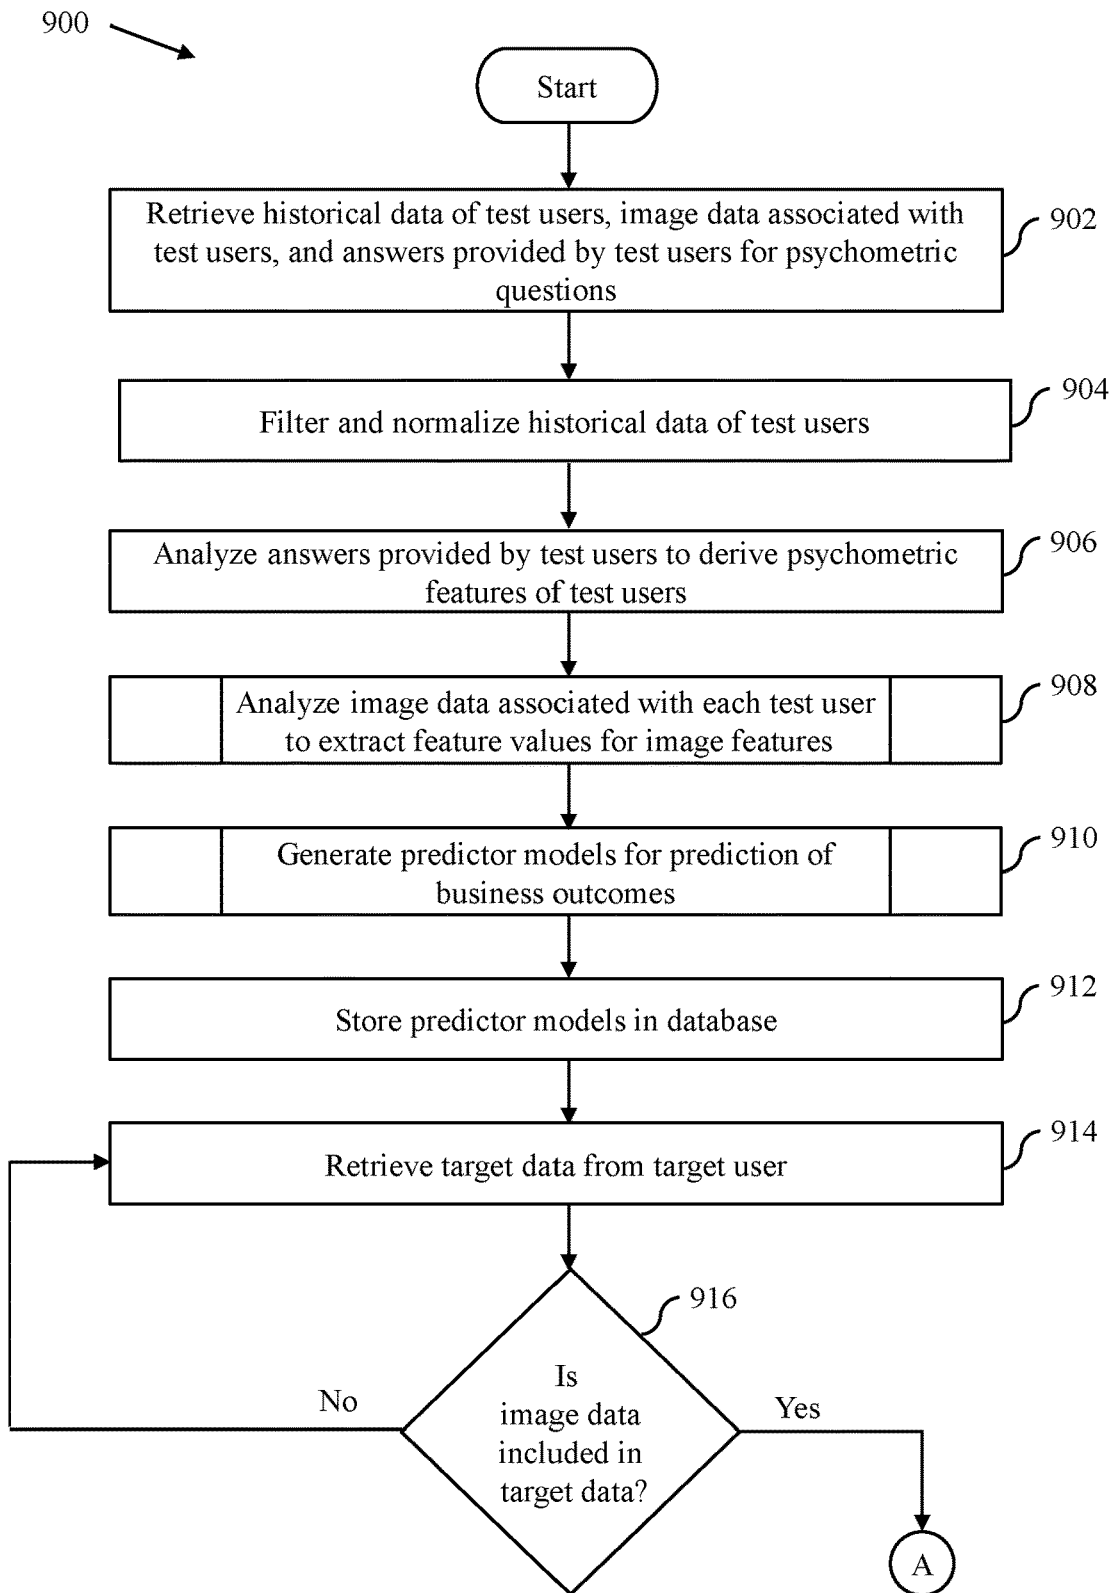 900
Start
Retrieve historical data of test users, image data associated with
test users, and answers provided by test users for psychometric
questions
902
Filter and normalize historical data of test users
904
Analyze answers provided by test users to derive psychometric
features of test users
906
Analyze image data associated with each test user
to extract feature values for image features
908
Generate predictor models for prediction of
business outcomes
910
Store predictor models in database
912
Retrieve target data from target user
914
916
Is
image data
included in
target data?
No
Yes
A